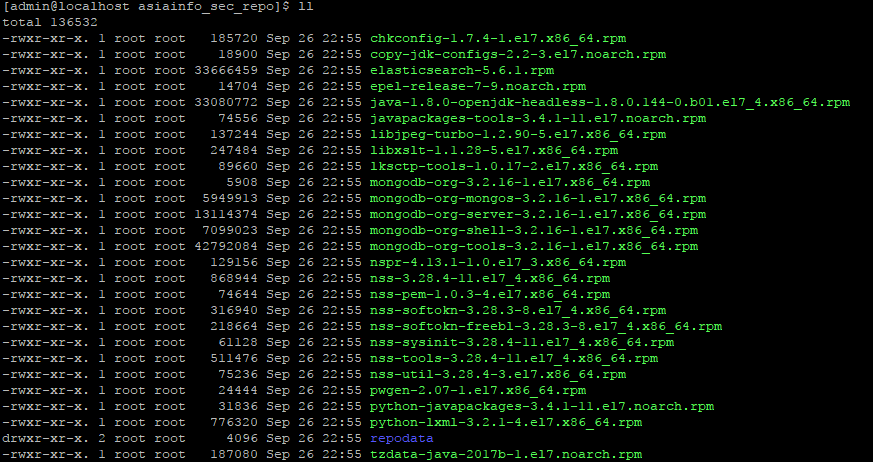 [admin@localhost asiainfo_sec_repo]$ ll
total 136532
-rwxr-xr-x. 1 root root   185720 Sep 26 22:55 chkconfig-1.7.4-1.el7.x86_64.rpm
-rwxr-xr-x. 1 root root    18900 Sep 26 22:55 copy-jdk-configs-2.2-3.el7.noarch.rpm
-rwxr-xr-x. 1 root root 33666459 Sep 26 22:55 elasticsearch-5.6.1.rpm
-rwxr-xr-x. 1 root root    14704 Sep 26 22:55 epel-release-7-9.noarch.rpm
-rwxr-xr-x. 1 root root 33080772 Sep 26 22:55 java-1.8.0-openjdk-headless-1.8.0.144-0.b01.el7_4.x86_64.rpm
-rwxr-xr-x. 1 root root    74556 Sep 26 22:55 javapackages-tools-3.4.1-11.el7.noarch.rpm
-rwxr-xr-x. 1 root root   137244 Sep 26 22:55 libjpeg-turbo-1.2.90-5.el7.x86_64.rpm
-rwxr-xr-x. 1 root root   247484 Sep 26 22:55 libxslt-1.1.28-5.el7.x86_64.rpm
-rwxr-xr-x. 1 root root    89660 Sep 26 22:55 lksctp-tools-1.0.17-2.el7.x86_64.rpm
-rwxr-xr-x. 1 root root     5908 Sep 26 22:55 mongodb-org-3.2.16-1.el7.x86_64.rpm
-rwxr-xr-x. 1 root root  5949913 Sep 26 22:55 mongodb-org-mongos-3.2.16-1.el7.x86_64.rpm
-rwxr-xr-x. 1 root root 13114374 Sep 26 22:55 mongodb-org-server-3.2.16-1.el7.x86_64.rpm
-rwxr-xr-x. 1 root root  7099023 Sep 26 22:55 mongodb-org-shell-3.2.16-1.el7.x86_64.rpm
-rwxr-xr-x. 1 root root 42792084 Sep 26 22:55 mongodb-org-tools-3.2.16-1.el7.x86_64.rpm
-rwxr-xr-x. 1 root root   129156 Sep 26 22:55 nspr-4.13.1-1.0.el7_3.x86_64.rpm
-rwxr-xr-x. 1 root root   868944 Sep 26 22:55 nss-3.28.4-11.el7_4.x86_64.rpm
-rwxr-xr-x. 1 root root    74644 Sep 26 22:55 nss-pem-1.0.3-4.el7.x86_64.rpm
-rwxr-xr-x. 1 root root   316940 Sep 26 22:55 nss-softokn-3.28.3-8.el7_4.x86_64.rpm
-rwxr-xr-x. 1 root root   218664 Sep 26 22:55 nss-softokn-freebl-3.28.3-8.el7_4.x86_64.rpm
-rwxr-xr-x. 1 root root    61128 Sep 26 22:55 nss-sysinit-3.28.4-11.el7_4.x86_64.rpm
-rwxr-xr-x. 1 root root   511476 Sep 26 22:55 nss-tools-3.28.4-11.el7_4.x86_64.rpm
-rwxr-xr-x. 1 root root    75236 Sep 26 22:55 nss-util-3.28.4-3.el7.x86_64.rpm
-rwxr-xr-x. 1 root root    24444 Sep 26 22:55 pwgen-2.07-1.el7.x86_64.rpm
-rwxr-xr-x. 1 root root    31836 Sep 26 22:55 python-javapackages-3.4.1-11.el7.noarch.rpm
-rwxr-xr-x. 1 root root   776320 Sep 26 22:55 python-lxml-3.2.1-4.el7.x86_64.rpm
drwxr-xr-x. 2 root root     4096 Sep 26 22:55 repodata
-rwxr-xr-x. 1 root root   187080 Sep 26 22:55 tzdata-java-2017b-1.el7.noarch.rpm